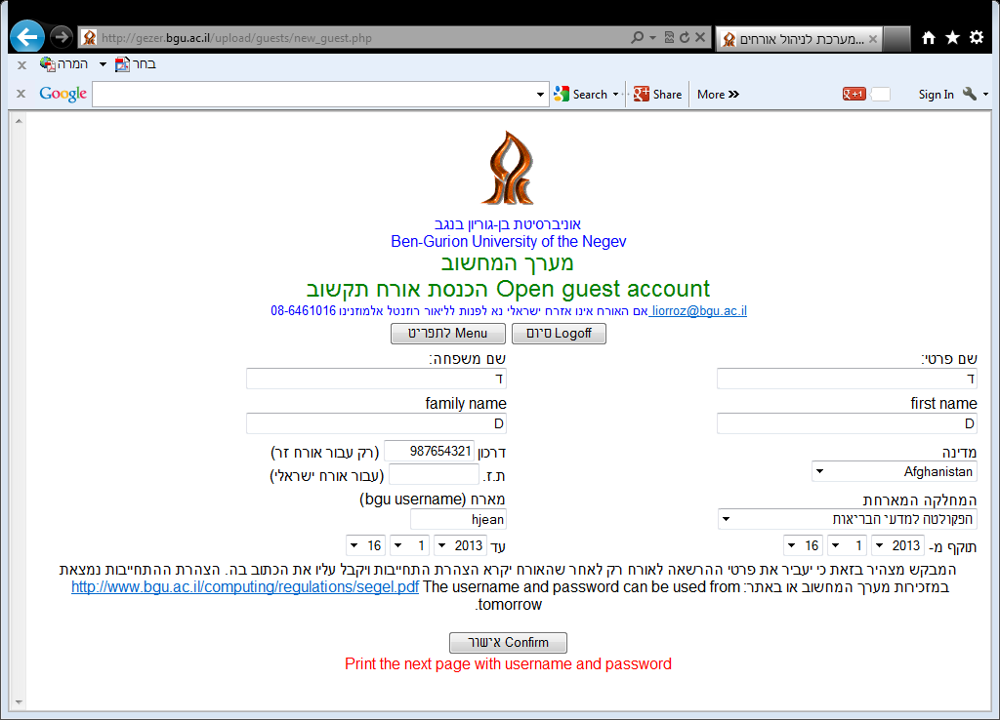 http://gezer.bgu.ac.il/upload/guests/new_guest.php
מערכת לניהול אורחים...
x המרה בחר
x Google Search Share More » +1 Sign In
אוניברסיטת בן-גוריון בנגב
Ben-Gurion University of the Negev
מערך המחשוב
הכנסת אורח תקשוב Open guest account
אם האורח אינו אזרח ישראלי נא לפנות לליאור רוזנטל אלמוזנינו 08-6461016 liorroz@bgu.ac.il
לתפריט Menu סיום Logoff
שם פרטי: שם משפחה:
ד ד
first name family name
D D
מדינה דרכון 987654321 (רק עבור אורח זר)
Afghanistan ת.ז. (עבור אורח ישראלי)
המחלקה המארחת מארח (bgu username)
הפקולטה למדעי הבריאות hjean
תוקף מ- 2013 1 16 עד 2013 1 16
המבקש מצהיר בזאת כי יעביר את פרטי ההרשאה לאורח רק לאחר שהאורח יקרא הצהרת התחייבות ויקבל עליו את הכתוב בה. הצהרת ההתחייבות נמצאת
במזכירות מערך המחשוב או באתר: http://www.bgu.ac.il/computing/regulations/segel.pdf The username and password can be used from
tomorrow.
אישור Confirm
Print the next page with username and password